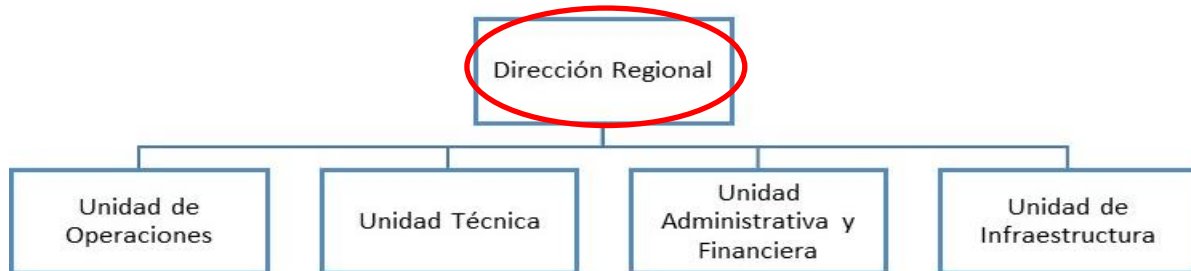 Dirección Regional
Unidad de
Operaciones
Unidad Técnica
Unidad
Administrativa y
Financiera
Unidad de
Infraestructura